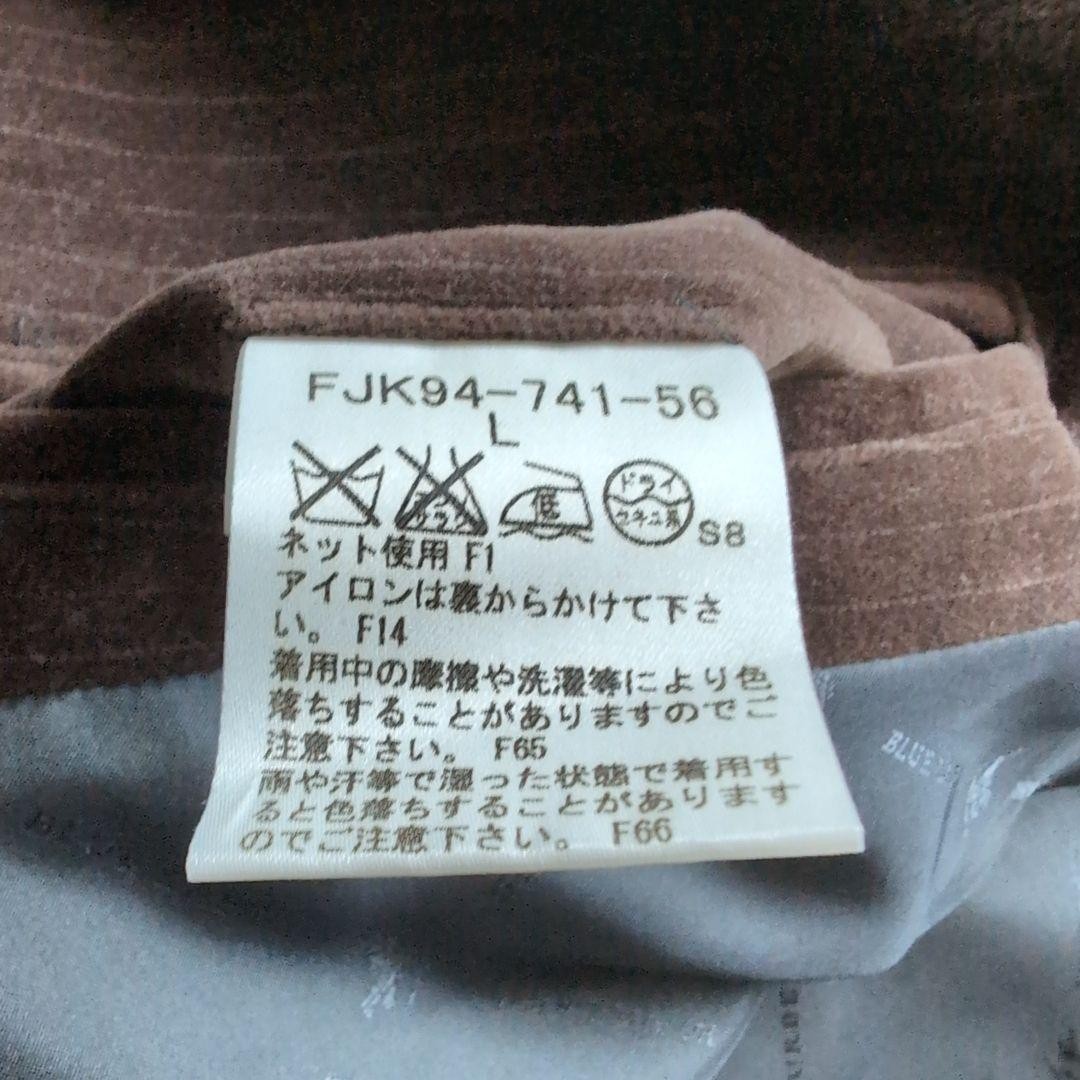 FJK94-741-56
L
低
ドライ
セキユ系
S8
ネット使用 F1
アイロンは裏からかけて下さ
い。 F14
着用中の摩擦や洗濯等により色
落ちすることがありますのでご
注意下さい。 F65
雨や汗等で湿った状態で着用す
ると色落ちすることがあります
のでご注意下さい。 F66